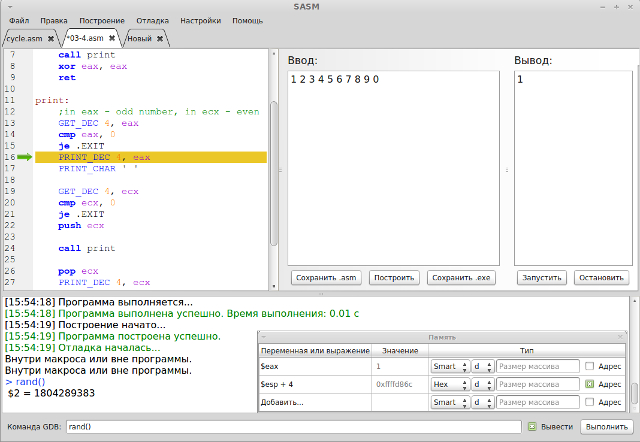 SASM
Файл Правка Построение Отладка Настройки Помощь
cycle.asm *03-4.asm Новый
7 call print
8 xor eax, eax
9 ret
10
11 print:
12 ;in eax - odd number, in ecx - even
13 GET_DEC 4, eax
14 cmp eax, 0
15 je .EXIT
16 PRINT_DEC 4, eax
17 PRINT_CHAR ' '
18
19 GET_DEC 4, ecx
20 cmp ecx, 0
21 je .EXIT
22 push ecx
23
24 call print
25
26 pop ecx
27 PRINT_DEC 4, ecx
Ввод:
1 2 3 4 5 6 7 8 9 0
Вывод:
1
Сохранить .asm Построить Сохранить .exe Запустить Остановить
[15:54:18] Программа выполняется...
[15:54:18] Программа выполнена успешно. Время выполнения: 0.01 с
[15:54:19] Построение начато...
[15:54:19] Программа построена успешно.
[15:54:19] Отладка началась...
Внутри макроса или вне программы.
Внутри макроса или вне программы.
> rand()
$2 = 1804289383
Память
Переменная или выражение Значение Тип
$eax 1 Smart d Размер массива Адрес
$esp + 4 0xffffd86c Hex d Размер массива Адрес
Добавить... Smart d Размер массива Адрес
Команда GDB: rand() Вывести Выполнить